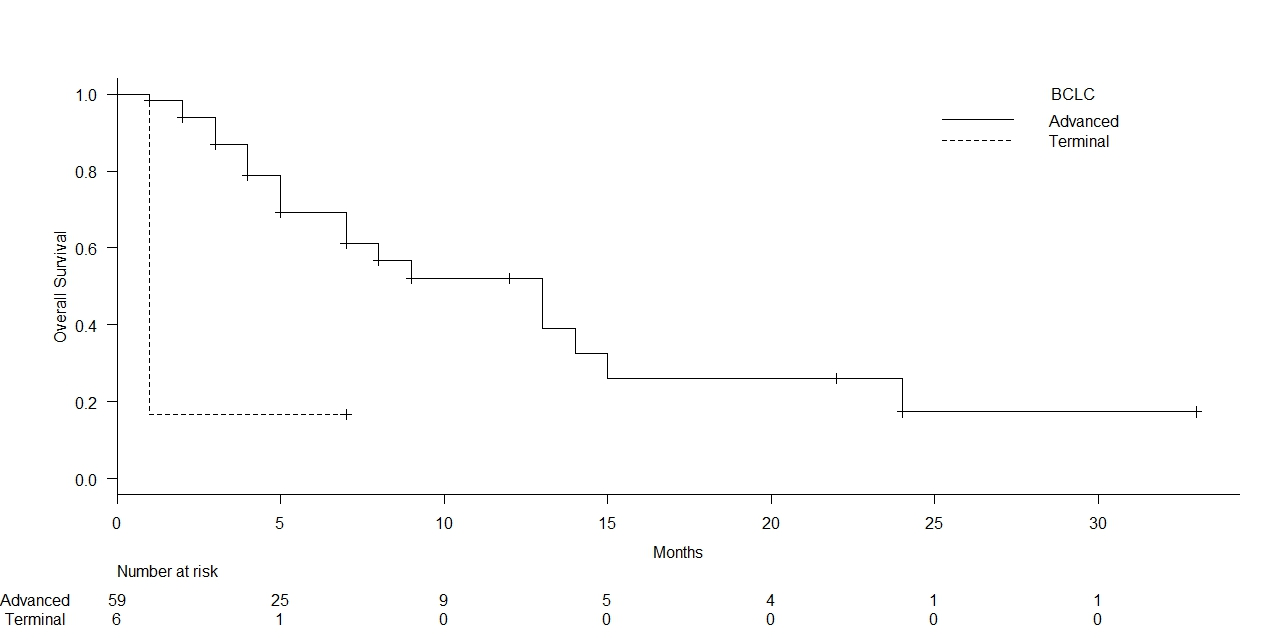 BCLC
Advanced
Terminal
1.0
0.8
0.6
0.4
0.2
0.0
Overall Survival
0 5 10 15 20 25 30
Months
Number at risk
Advanced 59 25 9 5 4 1 1
Terminal 6 1 0 0 0 0 0